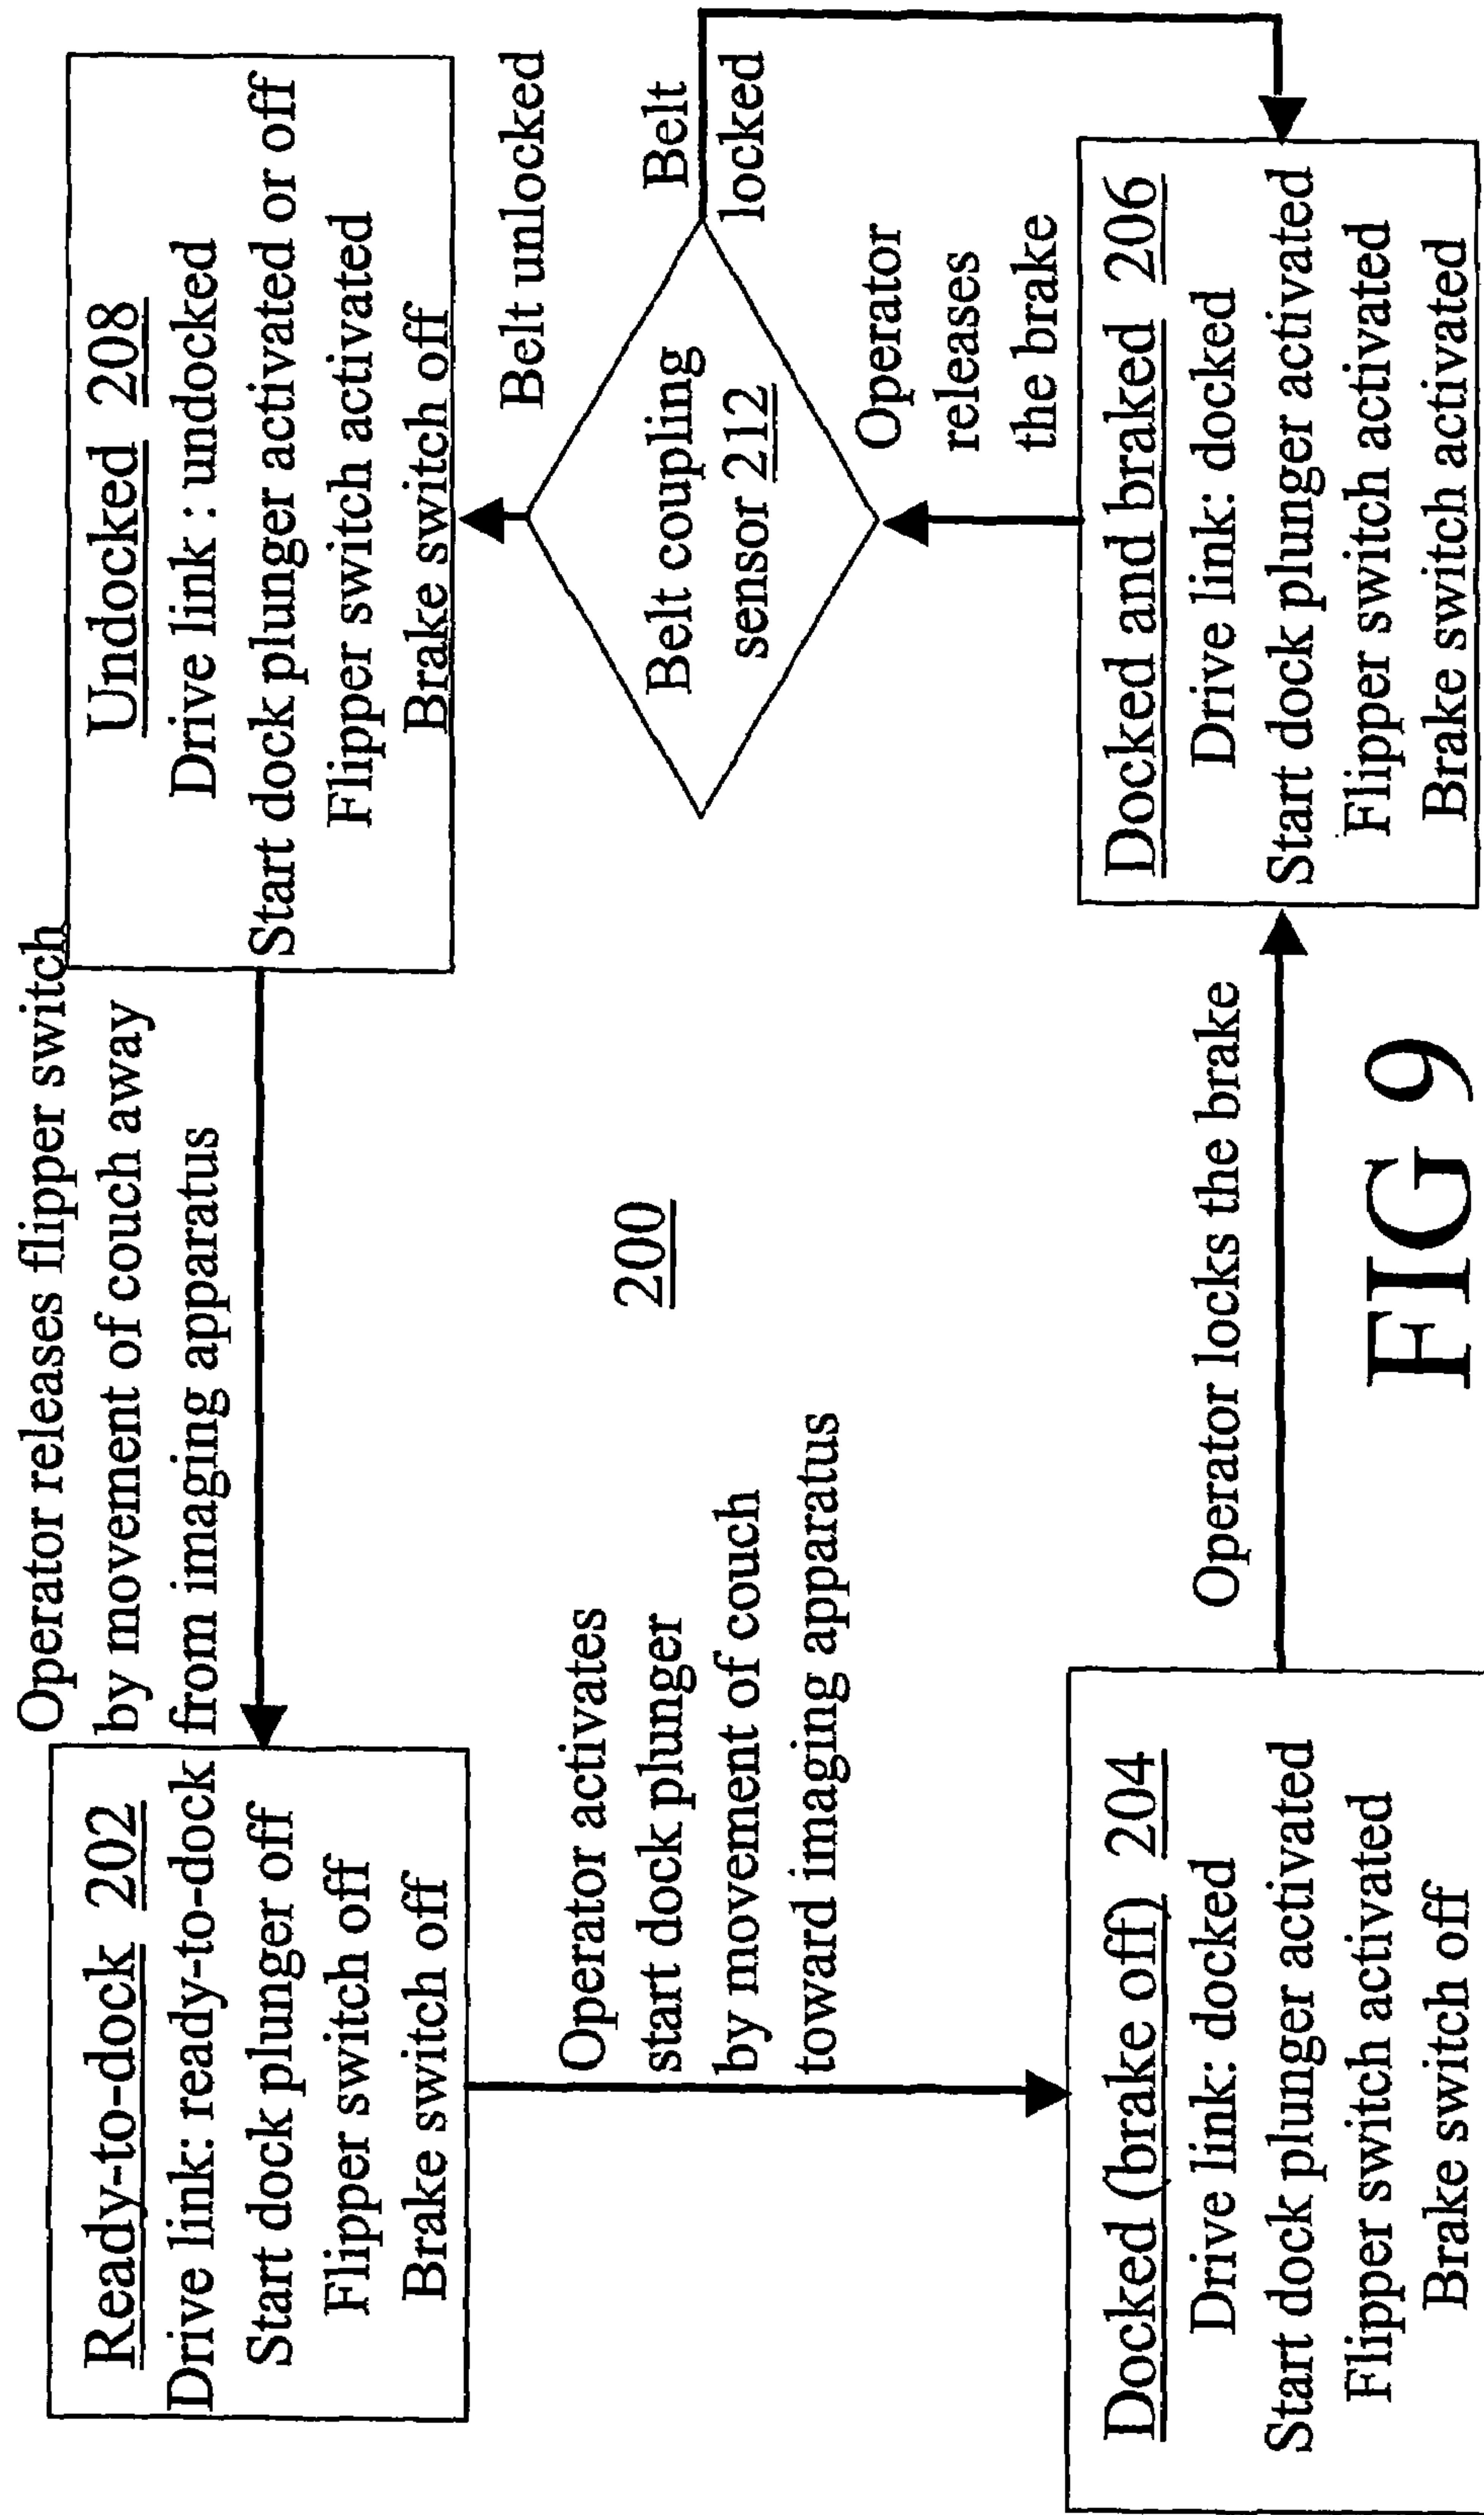 Operator releases flipper switch
by movement of couch away
from imaging apparatus
Ready-to-dock 202
Drive link: ready-to-dock
Start dock plunger off
Flipper switch off
Brake switch off
Undocked 208
Drive link : undocked
Start dock plunger activated or off
Flipper switch activated
Brake switch off
Operator activates
start dock plunger
by movement of couch
toward imaging apparatus
200
Belt unlocked
Belt coupling
sensor 212
Belt
locked
Operator
releases
the brake
Docked (brake off) 204
Drive link: docked
Start dock plunger activated
Flipper switch activated
Brake switch off
Operator locks the brake
Docked and braked 206
Drive link: docked
Start dock plunger activated
Flipper switch activated
Brake switch activated
FIG 9